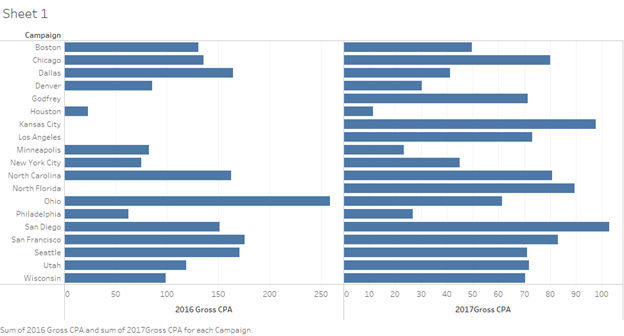 Sheet 1
Campaign
Boston
Chicago
Dallas
Denver
Godfrey
Houston
Kansas City
Los Angeles
Minneapolis
New York City
North Carolina
North Florida
Ohio
Philadelphia
San Diego
San Francisco
Seattle
Utah
Wisconsin
0 50 100 150 200 250 0 10 20 30 40 50 60 70 80 90 100
2016 Gross CPA 2017Gross CPA
Sum of 2016 Gross CPA and sum of 2017Gross CPA for each Campaign.